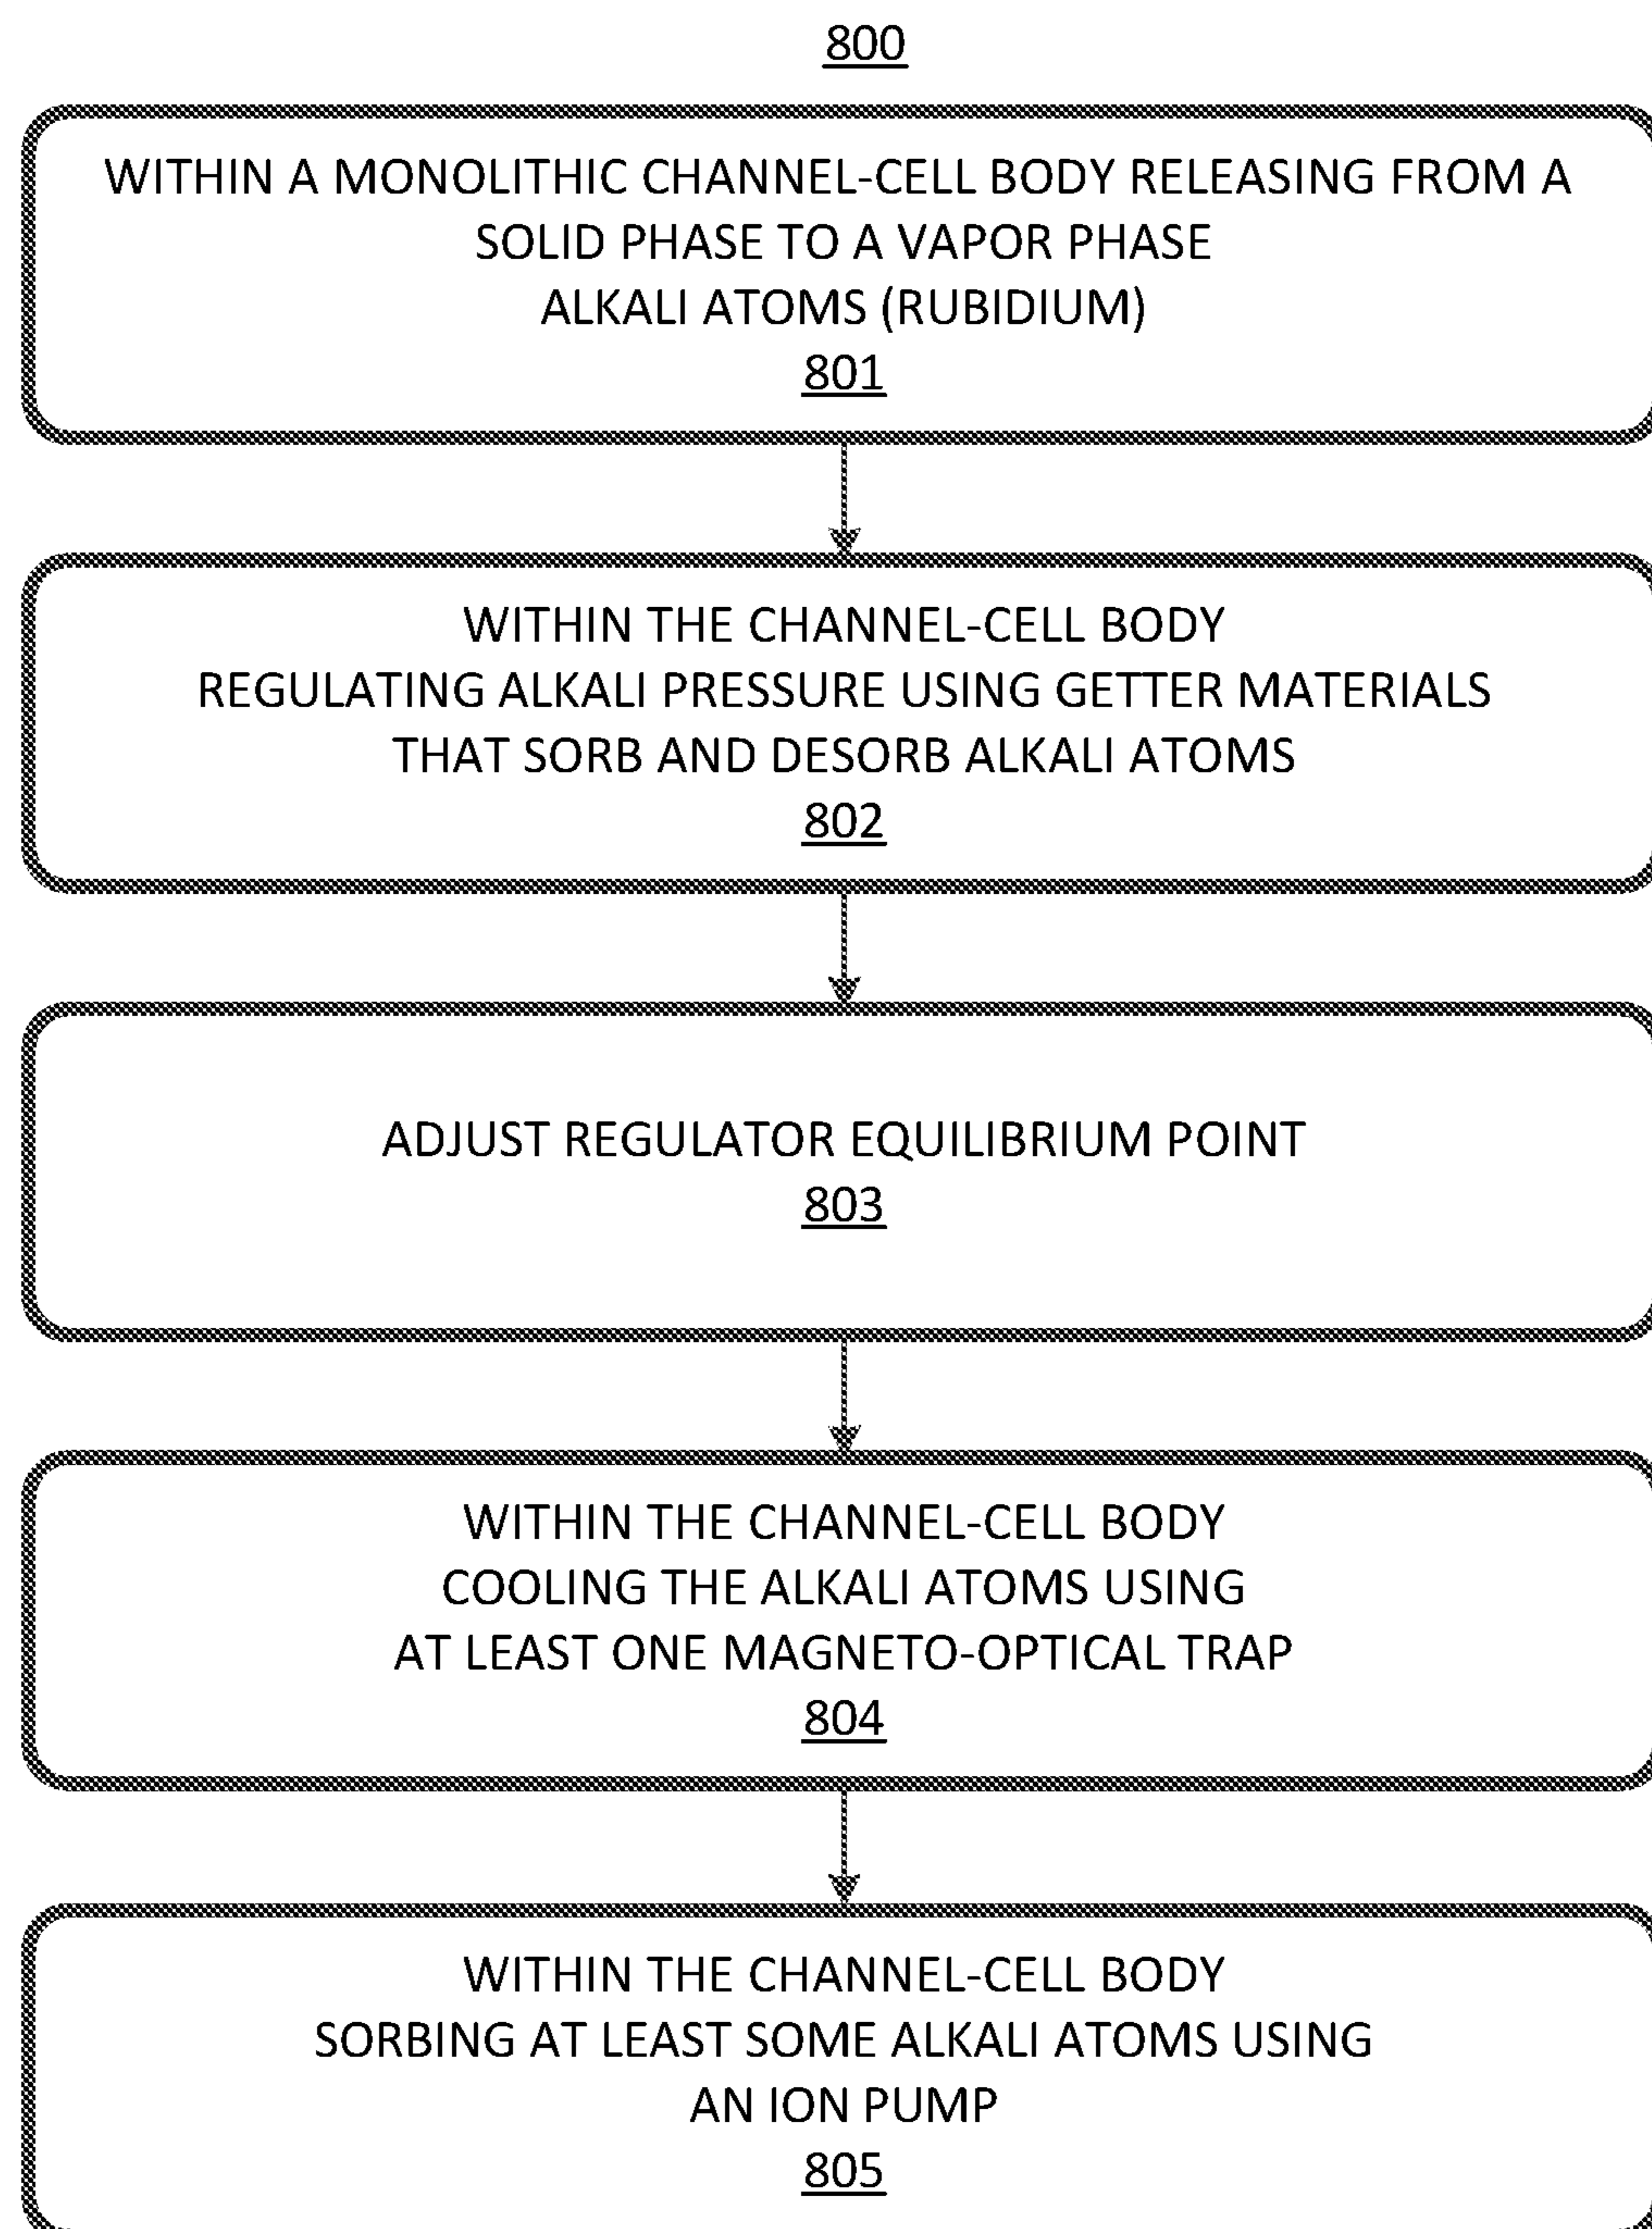 800
WITHIN A MONOLITHIC CHANNEL-CELL BODY RELEASING FROM A
SOLID PHASE TO A VAPOR PHASE
ALKALI ATOMS (RUBIDIUM)
801
WITHIN THE CHANNEL-CELL BODY
REGULATING ALKALI PRESSURE USING GETTER MATERIALS
THAT SORB AND DESORB ALKALI ATOMS
802
ADJUST REGULATOR EQUILIBRIUM POINT
803
WITHIN THE CHANNEL-CELL BODY
COOLING THE ALKALI ATOMS USING
AT LEAST ONE MAGNETO-OPTICAL TRAP
804
WITHIN THE CHANNEL-CELL BODY
SORBING AT LEAST SOME ALKALI ATOMS USING
AN ION PUMP
805